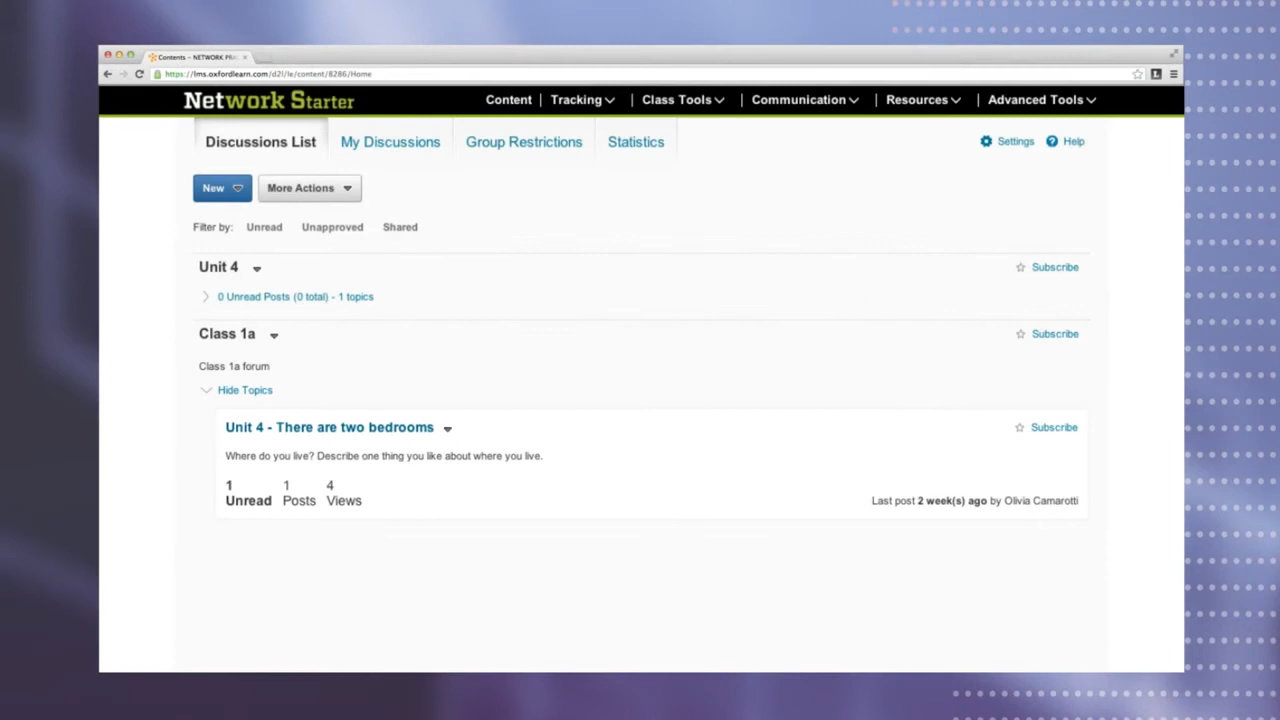 Contents - NETWORK PRA
https://lms.oxfordlearn.com/d2l/le/content/8286/Home
Network Starter
Content | Tracking | Class Tools | Communication | Resources | Advanced Tools
Discussions List My Discussions Group Restrictions Statistics Settings Help
New More Actions
Filter by: Unread Unapproved Shared
Unit 4 Subscribe
0 Unread Posts (0 total) - 1 topics
Class 1a Subscribe
Class 1a forum
Hide Topics
Unit 4 - There are two bedrooms Subscribe
Where do you live? Describe one thing you like about where you live.
1 1 4
Unread Posts Views Last post 2 week(s) ago by Olivia Camarotti